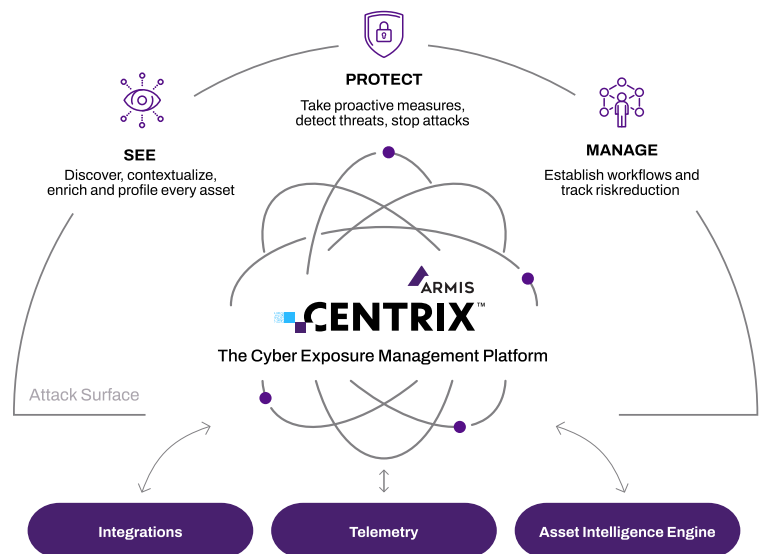 PROTECT
Take proactive measures,
detect threats, stop attacks
SEE
Discover, contextualize,
enrich and profile every asset
MANAGE
Establish workflows and
track riskreduction
ARMIS
CENTRIX™
The Cyber Exposure Management Platform
Attack Surface
Integrations
Telemetry
Asset Intelligence Engine